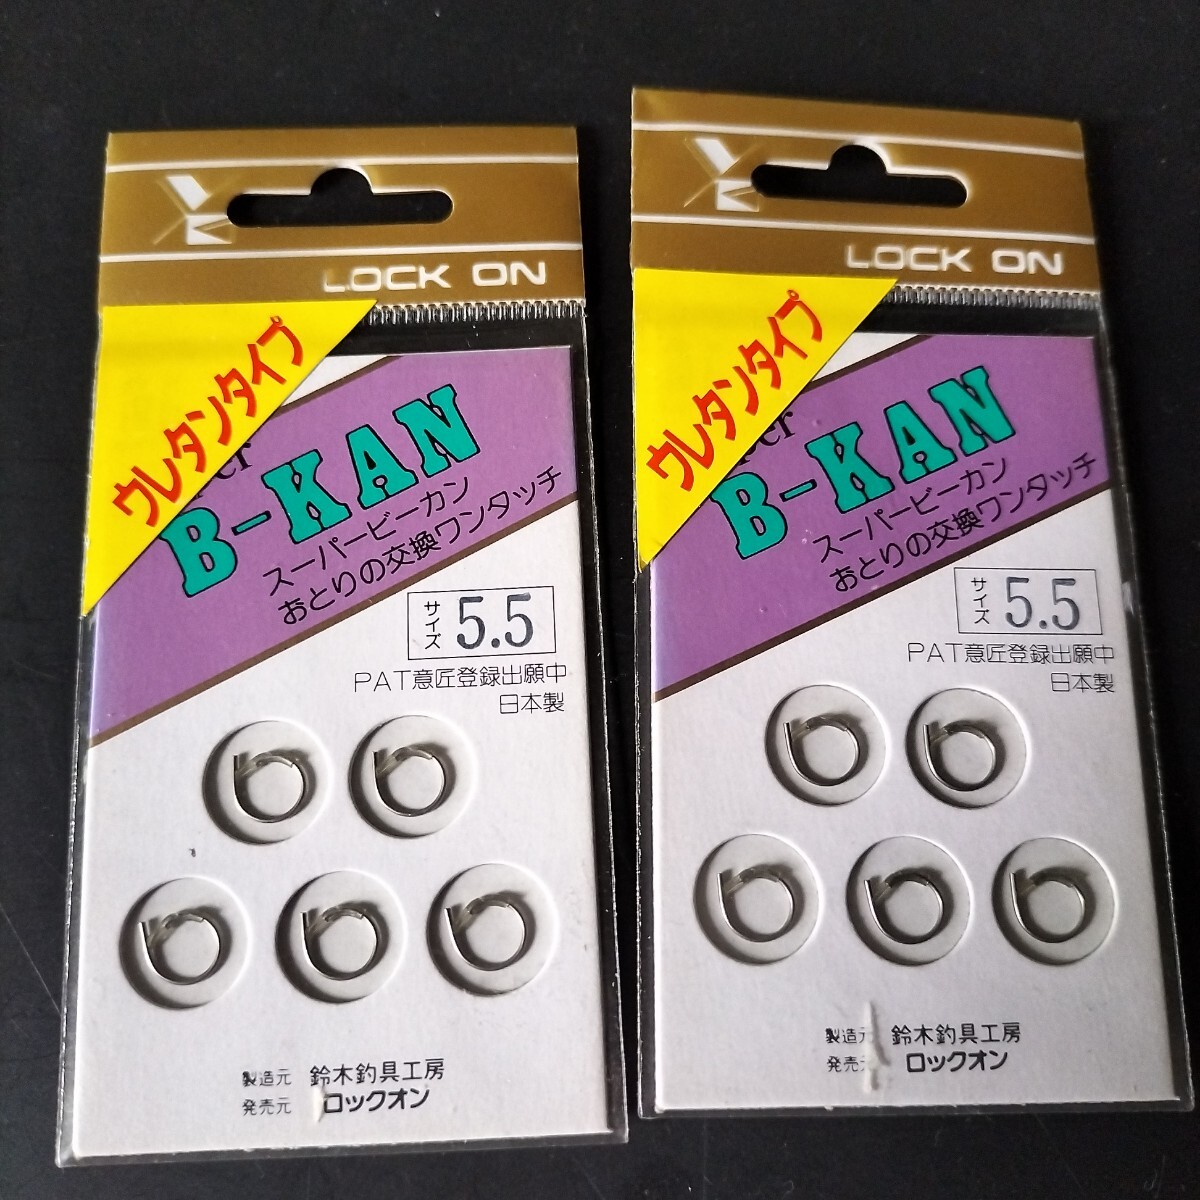 LOCK ON
ウレタンタイプ
B-KAN
スーパービーカン
おとりの交換ワンタッチ
サイズ 5.5
PAT意匠登録出願中
日本製
製造元 鈴木釣具工房
発売元 ロックオン
LOCK ON
ウレタンタイプ
B-KAN
スーパービーカン
おとりの交換ワンタッチ
サイズ 5.5
PAT意匠登録出願中
日本製
製造元 鈴木釣具工房
発売元 ロックオン